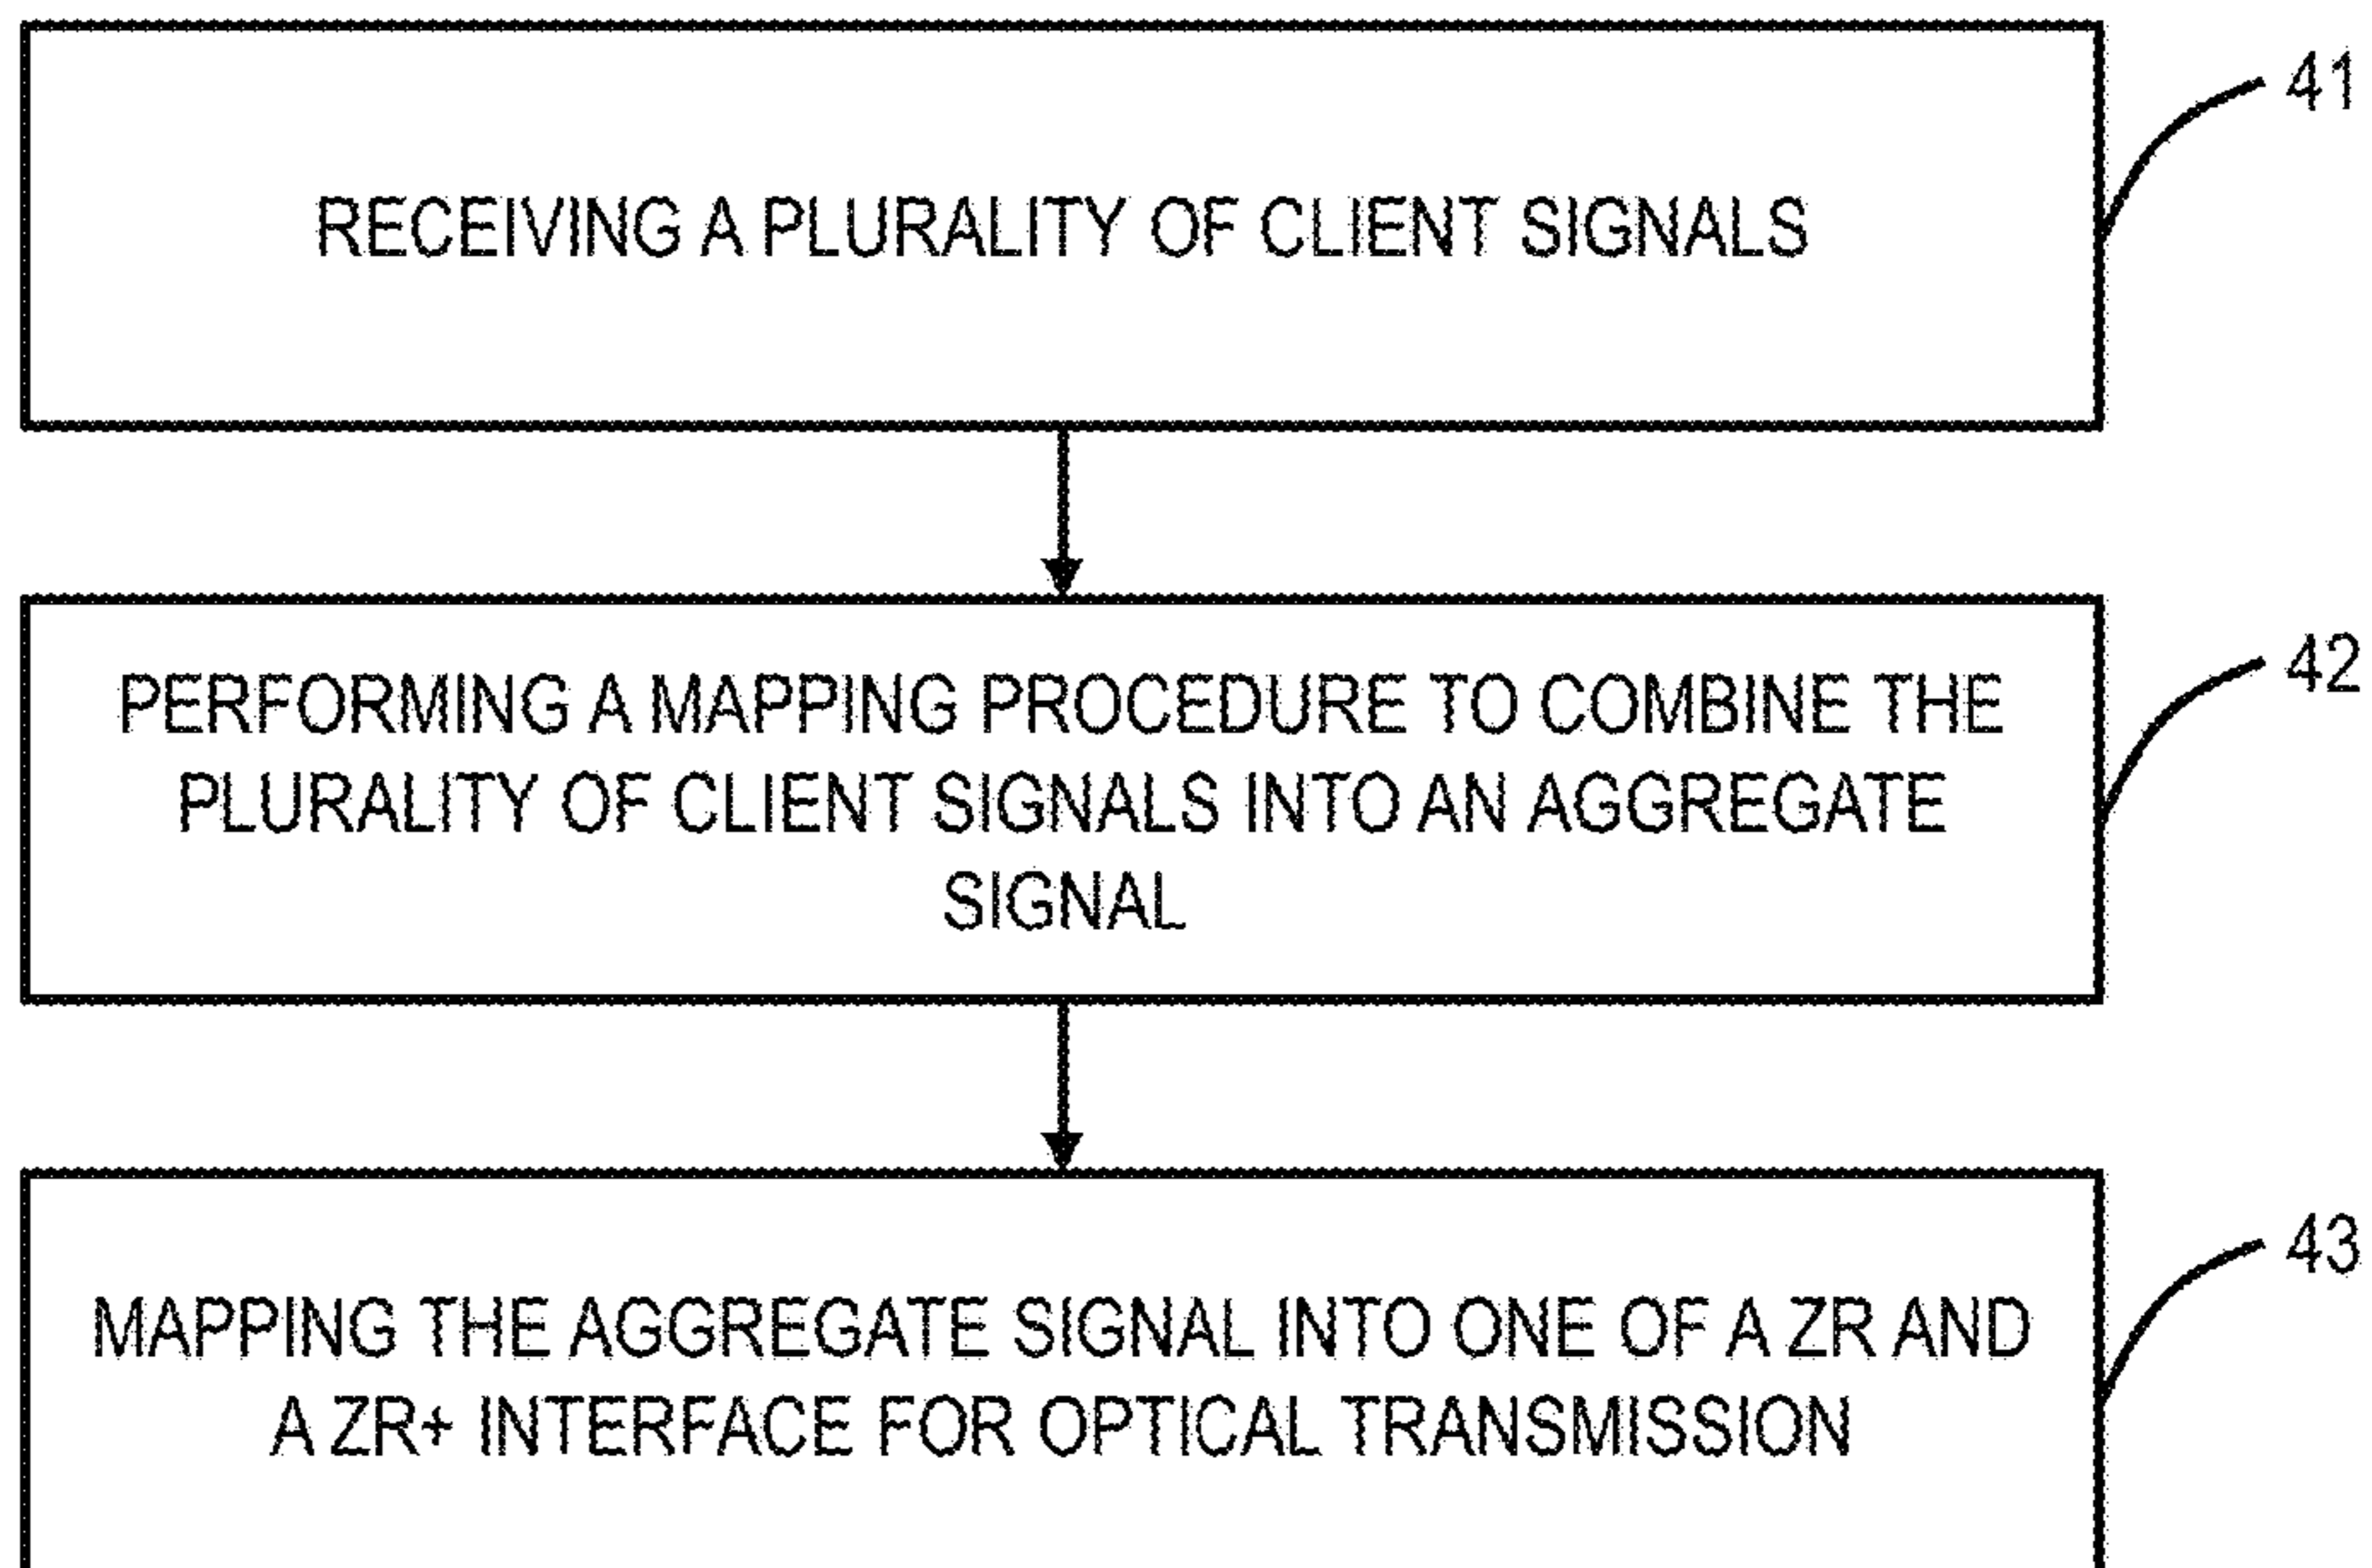 RECEIVING A PLURALITY OF CLIENT SIGNALS
41
PERFORMING A MAPPING PROCEDURE TO COMBINE THE
PLURALITY OF CLIENT SIGNALS INTO AN AGGREGATE
SIGNAL
42
MAPPING THE AGGREGATE SIGNAL INTO ONE OF A ZR AND
A ZR+ INTERFACE FOR OPTICAL TRANSMISSION
43